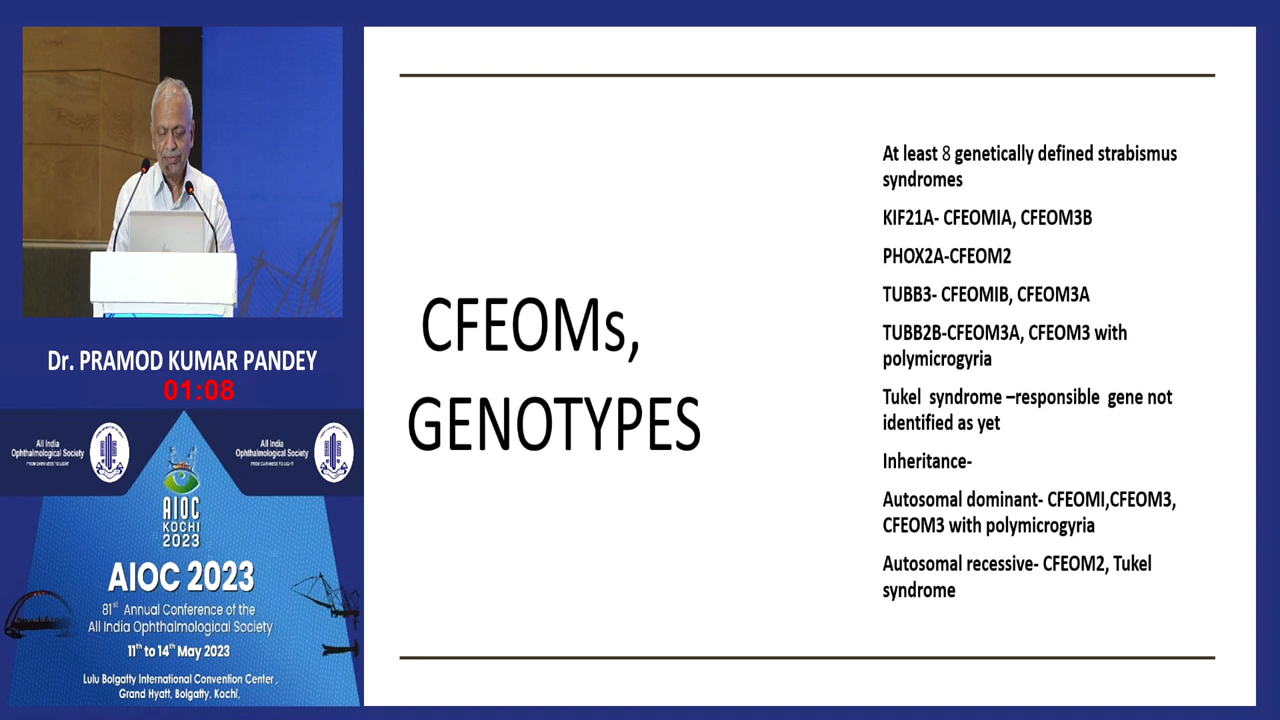 Dr. PRAMOD KUMAR PANDEY
01:08
All India
Ophthalmological Society
FROM DARKNESS TO LIGHT
All India
Ophthalmological Society
FROM DARKNESS TO LIGHT
AIOC
KOCHI
2023
AIOC 2023
81st Annual Conference of the
All India Ophthalmological Society
11th to 14th May 2023
Lulu Bolgatty International Convention Center,
Grand Hyatt, Bolgatty, Kochi,
CFEOMs,
GENOTYPES
At least 8 genetically defined strabismus
syndromes
KIF21A- CFEOMIA, CFEOM3B
PHOX2A-CFEOM2
TUBB3- CFEOMIB, CFEOM3A
TUBB2B-CFEOM3A, CFEOM3 with
polymicrogyria
Tukel syndrome –responsible gene not
identified as yet
Inheritance-
Autosomal dominant- CFEOMI,CFEOM3,
CFEOM3 with polymicrogyria
Autosomal recessive- CFEOM2, Tukel
syndrome